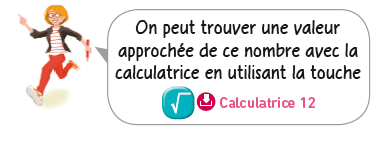 On peut trouver une valeur
approchée de ce nombre avec la
calculatrice en utilisant la touche
√ Calculatrice 12